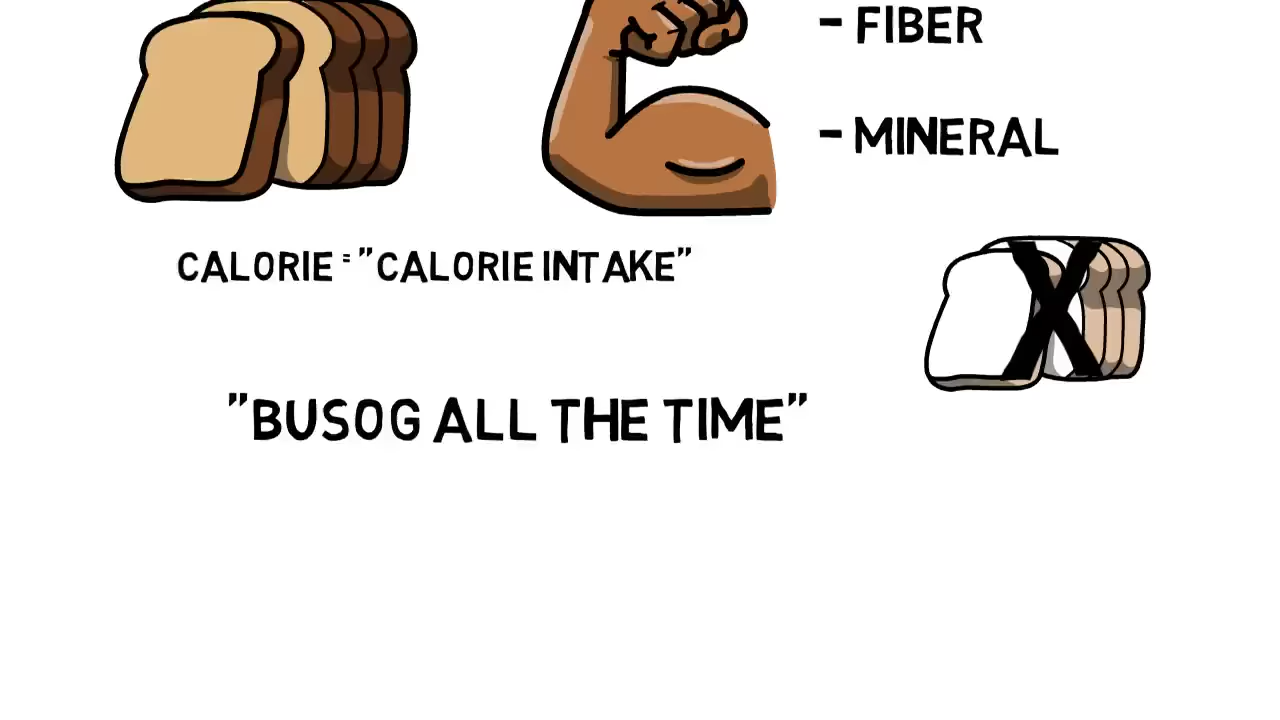 - FIBER
- MINERAL
CALORIE = "CALORIE INTAKE"
"BUSOG ALL THE TIME"